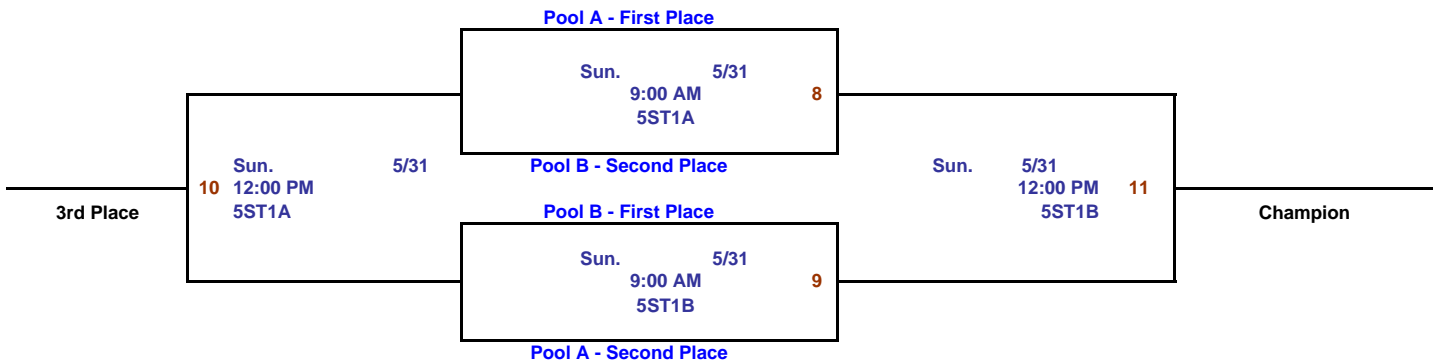 Pool A - First Place
Sun. 5/31
9:00 AM 8
5ST1A
Sun. 5/31 Pool B - Second Place Sun. 5/31
10 12:00 PM 12:00 PM 11
3rd Place 5ST1A Pool B - First Place 5ST1B Champion
Sun. 5/31
9:00 AM 9
5ST1B
Pool A - Second Place